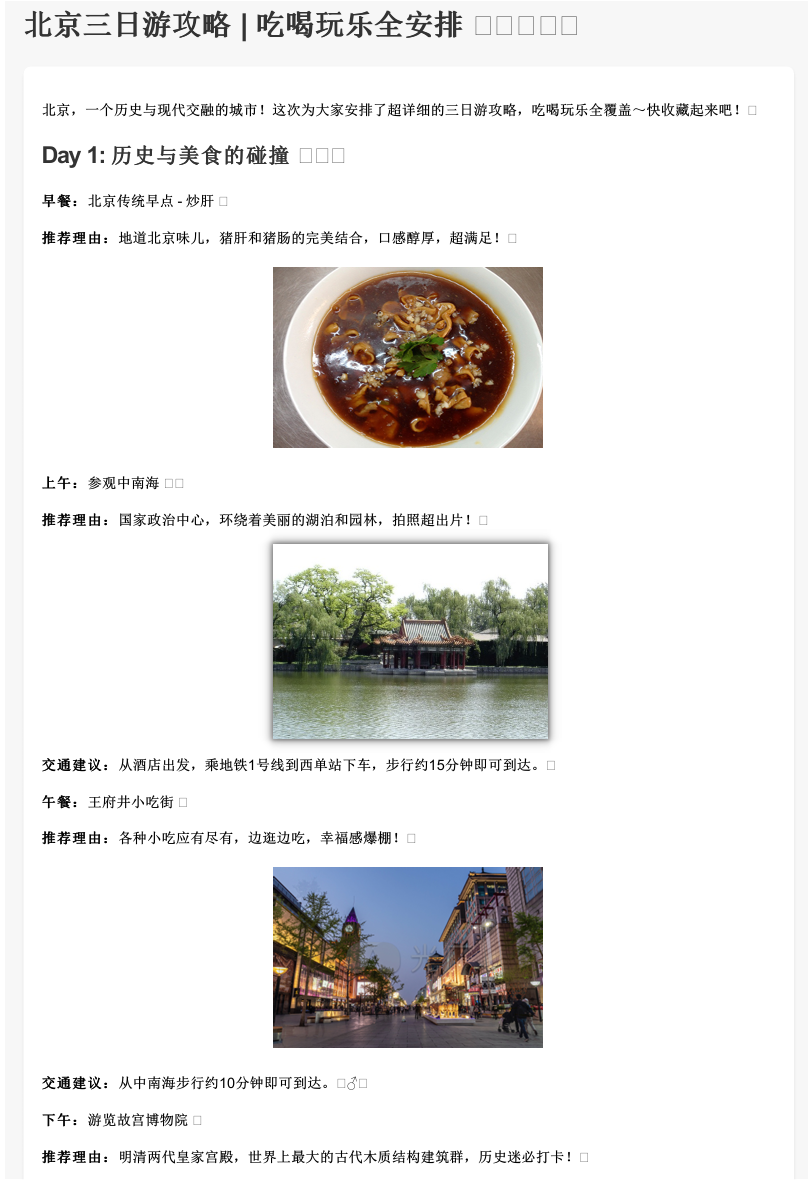 北京三日游攻略 | 吃喝玩乐全安排 □□□□□
北京，一个历史与现代交融的城市！这次为大家安排了超详细的三日游攻略，吃喝玩乐全覆盖～快收藏起来吧！□
Day 1: 历史与美食的碰撞 □□□
早餐：北京传统早点 - 炒肝 □
推荐理由：地道北京味儿，猪肝和猪肠的完美结合，口感醇厚，超满足！□
上午：参观中南海 □□
推荐理由：国家政治中心，环绕着美丽的湖泊和园林，拍照超出片！□
交通建议：从酒店出发，乘地铁1号线到西单站下车，步行约15分钟即可到达。□
午餐：王府井小吃街 □
推荐理由：各种小吃应有尽有，边逛边吃，幸福感爆棚！□
交通建议：从中南海步行约10分钟即可到达。□♂□
下午：游览故宫博物院 □
推荐理由：明清两代皇家宫殿，世界上最大的古代木质结构建筑群，历史迷必打卡！□